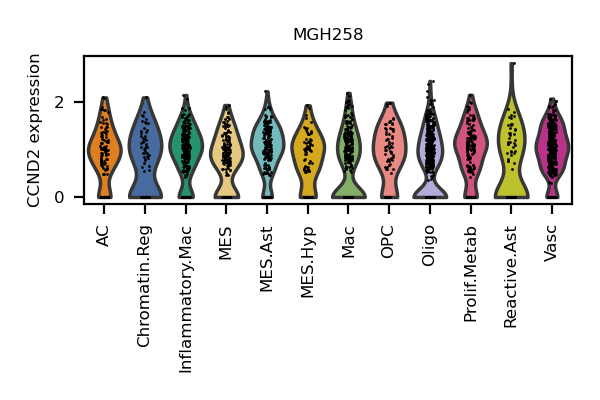 MGH258
CCND2 expression
2
0
AC
Chromatin.Reg
Inflammatory.Mac
MES
MES.Ast
MES.Hyp
Mac
OPC
Oligo
Prolif.Metab
Reactive.Ast
Vasc